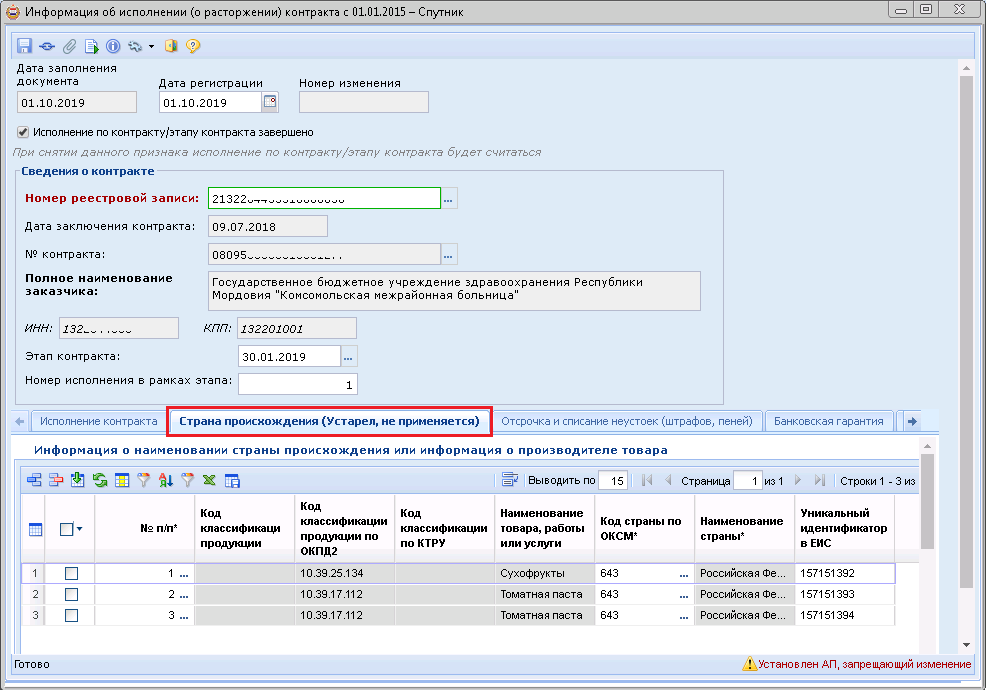 Информация об исполнении (о расторжении) контракта с 01.01.2015 – Спутник
Дата заполнения
документа
Дата регистрации
Номер изменения
01.10.2019
01.10.2019
Исполнение по контракту/этапу контракта завершено
При снятии данного признака исполнение по контракту/этапу контракта будет считаться
Сведения о контракте
Номер реестровой записи:
...
Дата заключения контракта: 09.07.2018
№ контракта:
...
Полное наименование
заказчика:
Государственное бюджетное учреждение здравоохранения Республики
Мордовия "Комсомольская межрайонная больница"
ИНН:
КПП: 132201001
Этап контракта: 30.01.2019 ...
Номер исполнения в рамках этапа: 1
Исполнение контракта Страна происхождения (Устарел, не применяется) Отсрочка и списание неустоек (штрафов, пеней) Банковская гарантия
Информация о наименовании страны происхождения или информация о производителе товара
Выводить по 15 Страница 1 из 1 Строки 1 - 3 из
№ п/п*
Код
классификаци
продукции
Код
классификации
продукции по
ОКПД2
Код
классификации
по КТРУ
Наименование
товара, работы
или услуги
Код страны по
ОКСМ*
Наименование
страны*
Уникальный
идентификатор
в ЕИС
1 1 ... 10.39.25.134 Сухофрукты 643 ... Российская Фе... 157151392
2 2 ... 10.39.17.112 Томатная паста 643 ... Российская Фе... 157151393
3 3 ... 10.39.17.112 Томатная паста 643 ... Российская Фе... 157151394
Готово
Установлен АП, запрещающий изменение